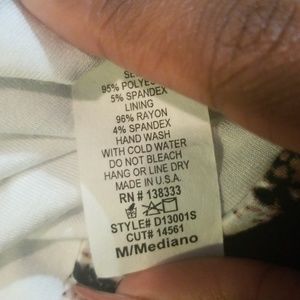 95% POLYES
5% SPANDEX
LINING
96% RAYON
4% SPANDEX
HAND WASH
WITH COLD WATER
DO NOT BLEACH
HANG OR LINE DRY
MADE IN U.S.A.
RN # 138333
STYLE# D13001S
CUT# 14561
M/Mediano